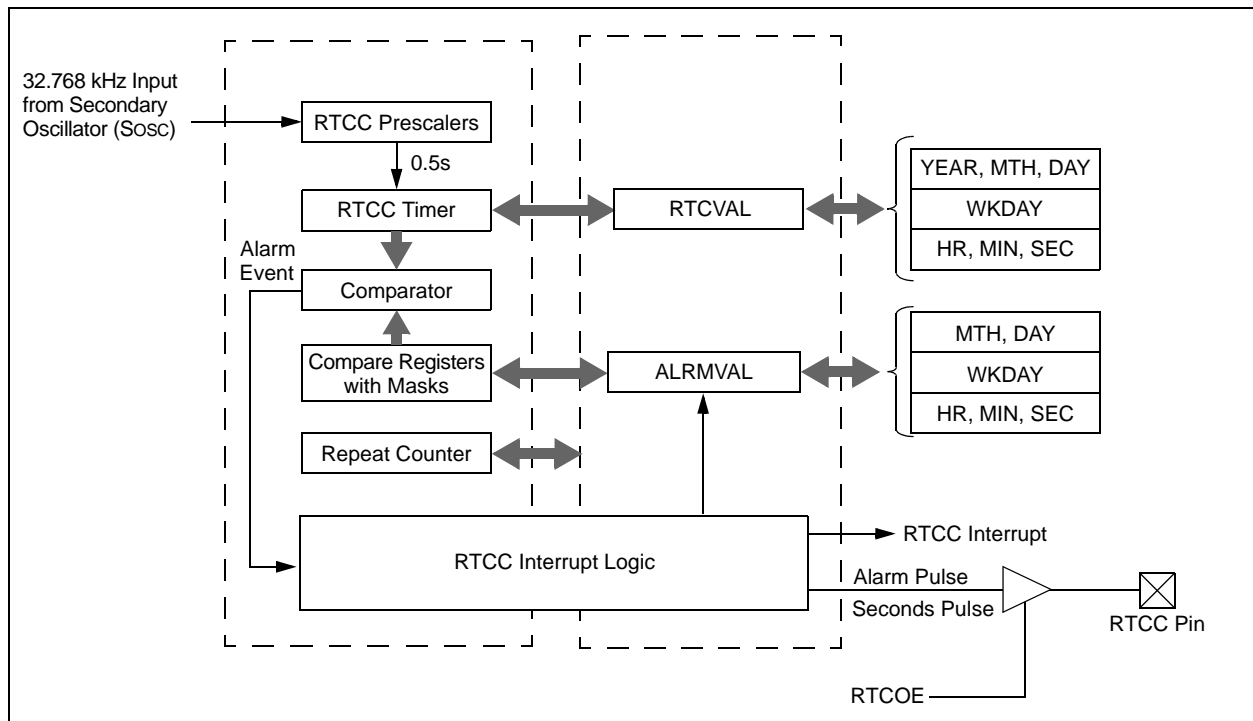 32.768 kHz Input
from Secondary
Oscillator (SOSC)
RTCC Prescalers
0.5s
RTCC Timer
RTCVAL
YEAR, MTH, DAY
WKDAY
HR, MIN, SEC
Alarm
Event
Comparator
Compare Registers
with Masks
ALRMVAL
MTH, DAY
WKDAY
HR, MIN, SEC
Repeat Counter
RTCC Interrupt Logic
RTCC Interrupt
Alarm Pulse
Seconds Pulse
RTCC Pin
RTCOE